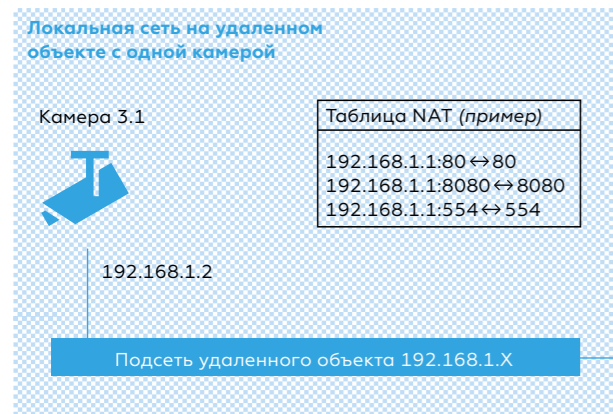 Локальная сеть на удаленном
объекте с одной камерой
Камера 3.1
Таблица NAT (пример)
192.168.1.1:80↔80
192.168.1.1:8080↔8080
192.168.1.1:554↔554
192.168.1.2
Подсеть удаленного объекта 192.168.1.X